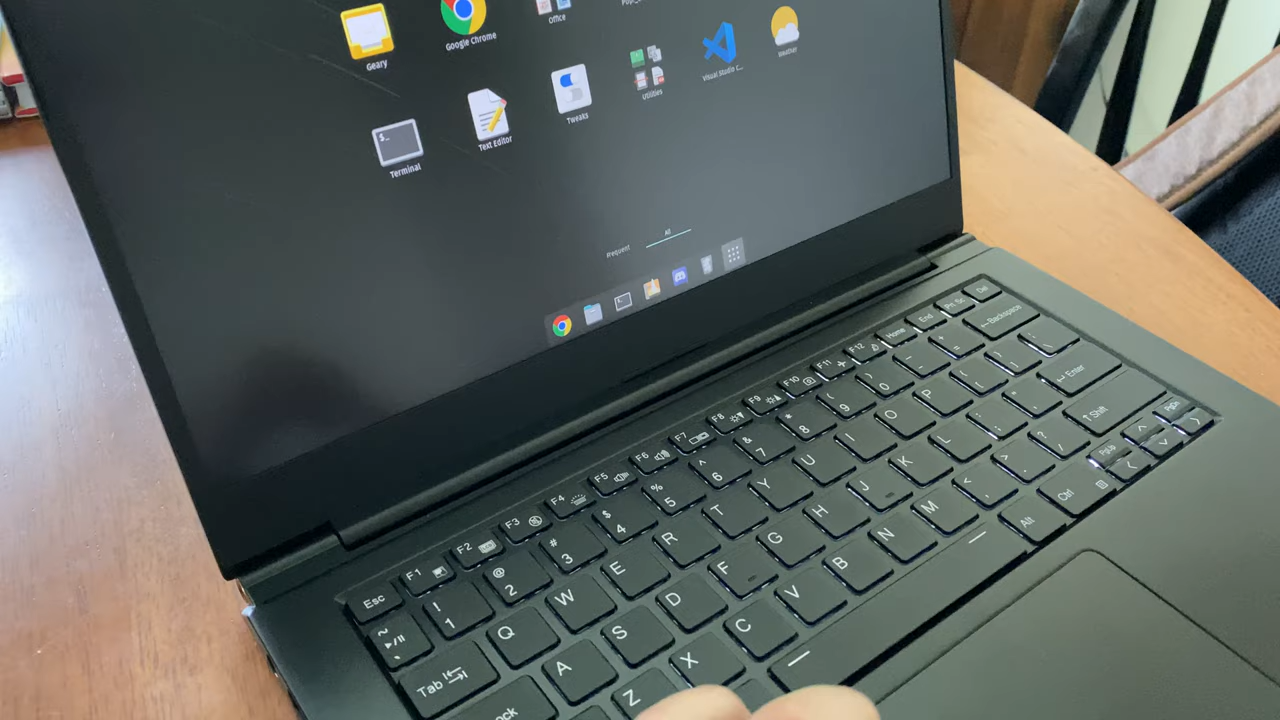 Geary
Google Chrome
Office
Terminal
Text Editor
Tweaks
Utilities
Visual Studio C...
Weather
$_
Frequent
All
Esc
F1
F2
F3
F4
F5
F6
F7
F8
F9
F10
F11
F12
Home
End
Prt Sc
Del
~
`
! 1
@ 2
# 3
$ 4
% 5
^ 6
& 7
* 8
( 9
) 0
_ -
+ =
Backspace
Tab
Q
W
E
R
T
Y
U
I
O
P
{ [
} ]
| \
A
S
D
F
G
H
J
K
L
: ;
" '
Enter
Z
X
C
V
B
N
M
< ,
> .
? /
Shift
Alt
Ctrl
PgUp
PgDn